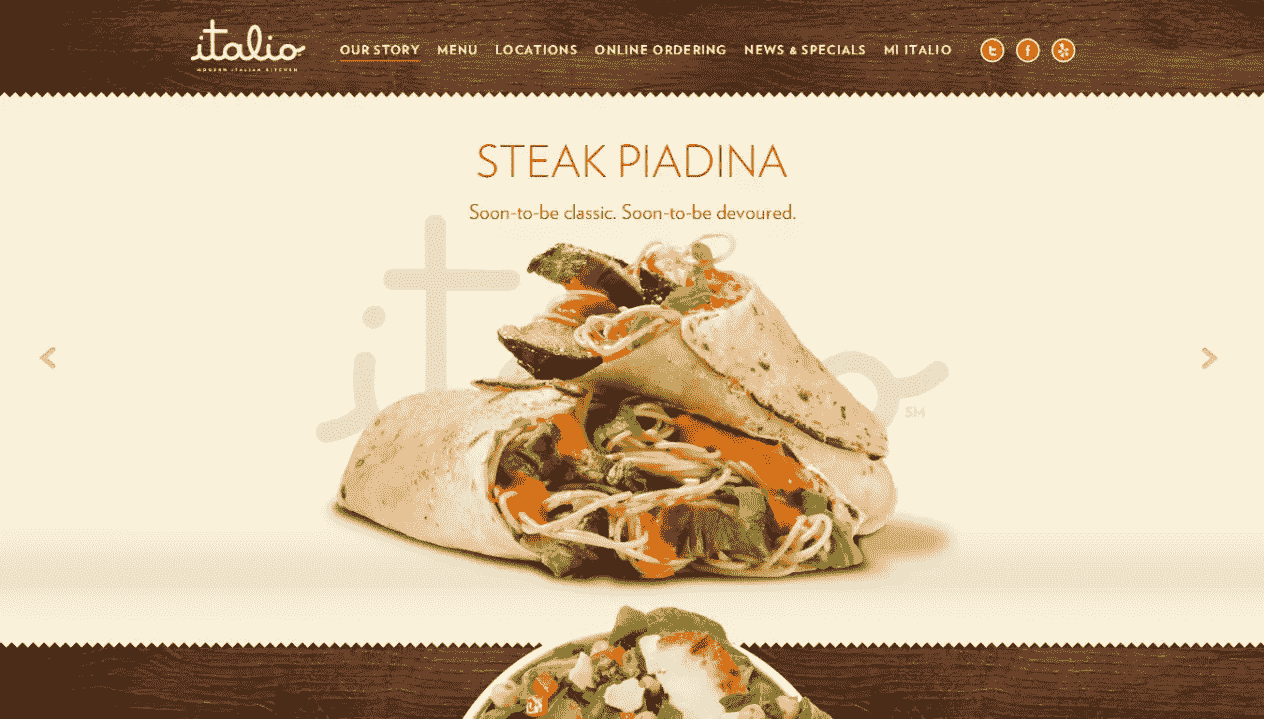 italio
MODERN ITALIAN KITCHEN
OUR STORY MENU LOCATIONS ONLINE ORDERING NEWS & SPECIALS MI ITALIO
STEAK PIADINA
Soon-to-be classic. Soon-to-be devoured.
italio
SM